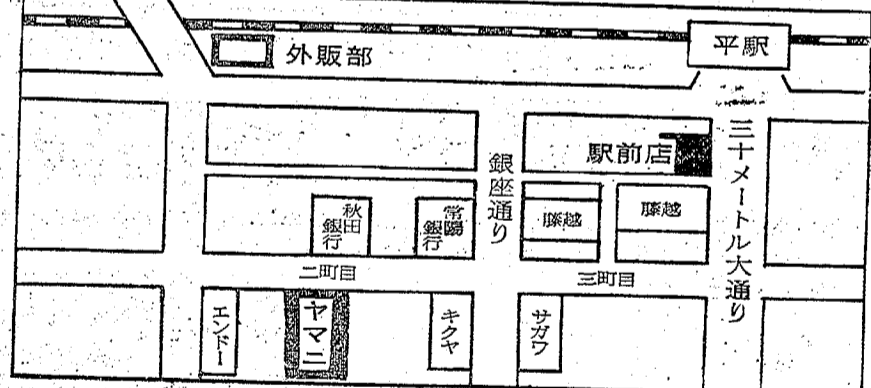 平駅
外販部
駅前店
三十メートル大通り
銀座通り
秋田
銀行
常陽
銀行
藤越
藤越
二町目
三町目
エンドー
ヤマニ
キクヤ
サガワ